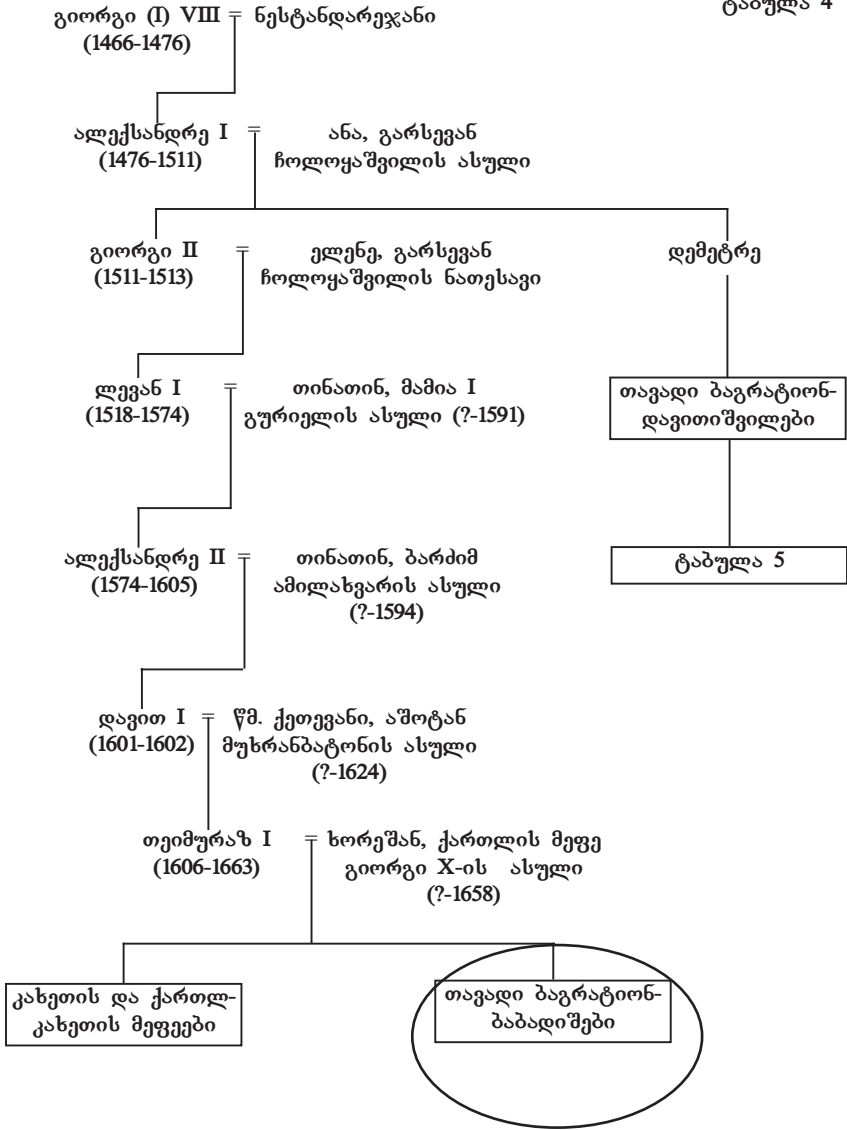 ტაბულა 4
გიორგი (I) VIII = ნესტანდარეჯანი
(1466-1476)
ალექსანდრე I = ანა, გარსევან
(1476-1511) ჩოლოყაშვილის ასული
გიორგი II = ელენე, გარსევან
(1511-1513) ჩოლოყაშვილის ნათესავი
დემეტრე
ლევან I = თინათინ, მამია I
(1518-1574) გურიელის ასული (?-1591)
თავადი ბაგრატიონ-
დავითიშვილები
ალექსანდრე II = თინათინ, ბარძიმ
(1574-1605) ამილახვარის ასული
(?-1594)
ტაბულა 5
დავით I = წმ. ქეთევანი, აშოტან
(1601-1602) მუხრანბატონის ასული
(?-1624)
თეიმურაზ I = ხორეშან, ქართლის მეფე
(1606-1663) გიორგი X-ის ასული
(?-1658)
კახეთის და ქართლ-
კახეთის მეფეები
თავადი ბაგრატიონ-
ბაბადიშები